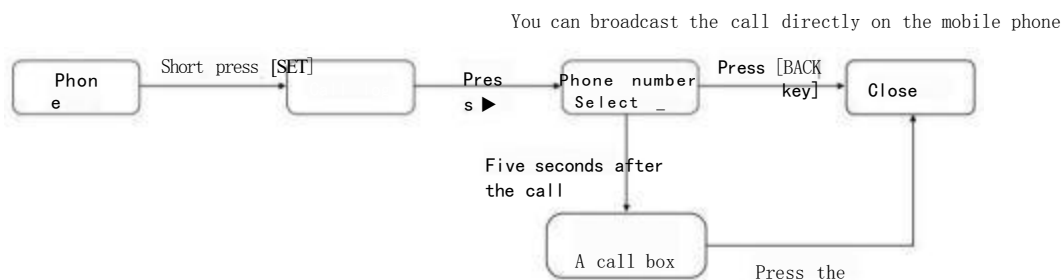 You can broadcast the call directly on the mobile phone
Phon
e
Short press [SET]
Pres
s ▶
Phone number
Select _
Press [BACK
key]
Close
Five seconds after
the call
A call box
Press the